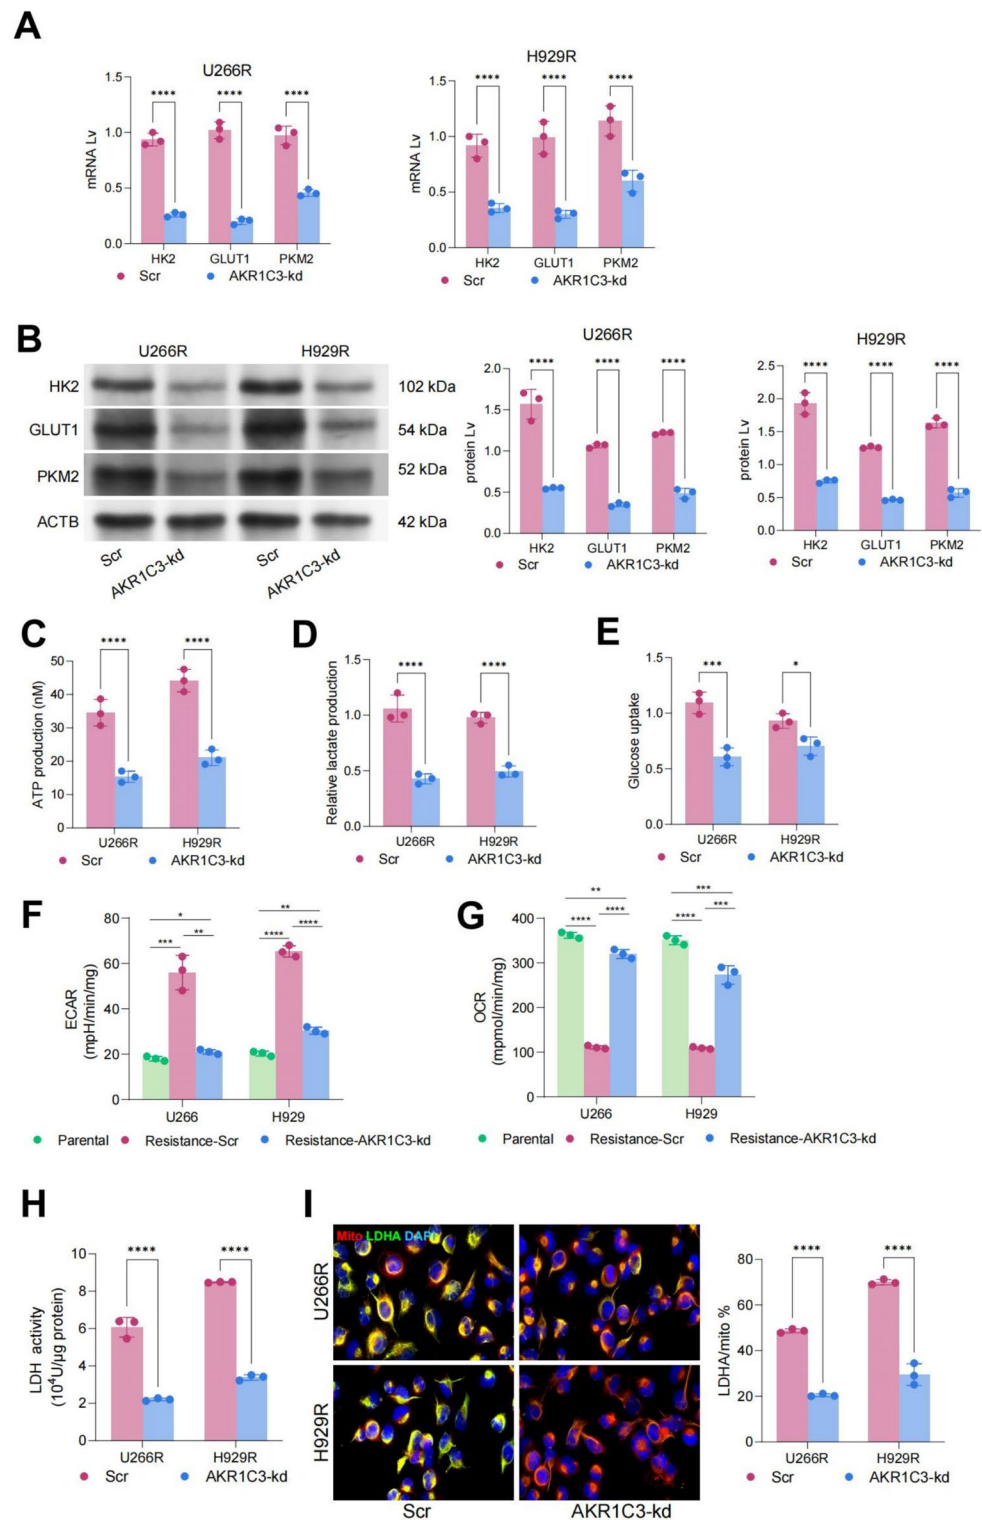 A
U266R
H929R
1.5
1.0
0.5
0.0
mRNA Lv
**** **** ****
HK2 GLUT1 PKM2
Scr AKR1C3-kd
1.5
1.0
0.5
0.0
mRNA Lv
**** **** ****
HK2 GLUT1 PKM2
Scr AKR1C3-kd
B
U266R H929R
HK2 102 kDa
GLUT1 54 kDa
PKM2 52 kDa
ACTB 42 kDa
Scr AKR1C3-kd Scr AKR1C3-kd
U266R
2.0
1.5
1.0
0.5
0.0
protein Lv
**** **** ****
HK2 GLUT1 PKM2
Scr AKR1C3-kd
H929R
2.5
2.0
1.5
1.0
0.5
0.0
protein Lv
**** **** ****
HK2 GLUT1 PKM2
Scr AKR1C3-kd
C
50
40
30
20
10
0
ATP production (nM)
**** ****
U266R H929R
Scr AKR1C3-kd
D
1.5
1.0
0.5
0.0
Relative lactate production
**** ****
U266R H929R
Scr AKR1C3-kd
E
1.5
1.0
0.5
0.0
Glucose uptake
*** *
U266R H929R
Scr AKR1C3-kd
F
80
60
40
20
0
ECAR
(mpH/min/mg)
* **
*** ** **** ****
U266 H929
Parental Resistance-Scr Resistance-AKR1C3-kd
G
400
300
200
100
0
OCR
(mpmol/min/mg)
** ***
**** **** **** ***
U266 H929
Parental Resistance-Scr Resistance-AKR1C3-kd
H
10
8
6
4
2
0
LDH activity
(10⁴U/μg protein)
**** ****
U266R H929R
Scr AKR1C3-kd
I
Mito LDHA DAPI
U266R
H929R
Scr AKR1C3-kd
80
60
40
20
0
LDHA/mito %
**** ****
U266R H929R
Scr AKR1C3-kd